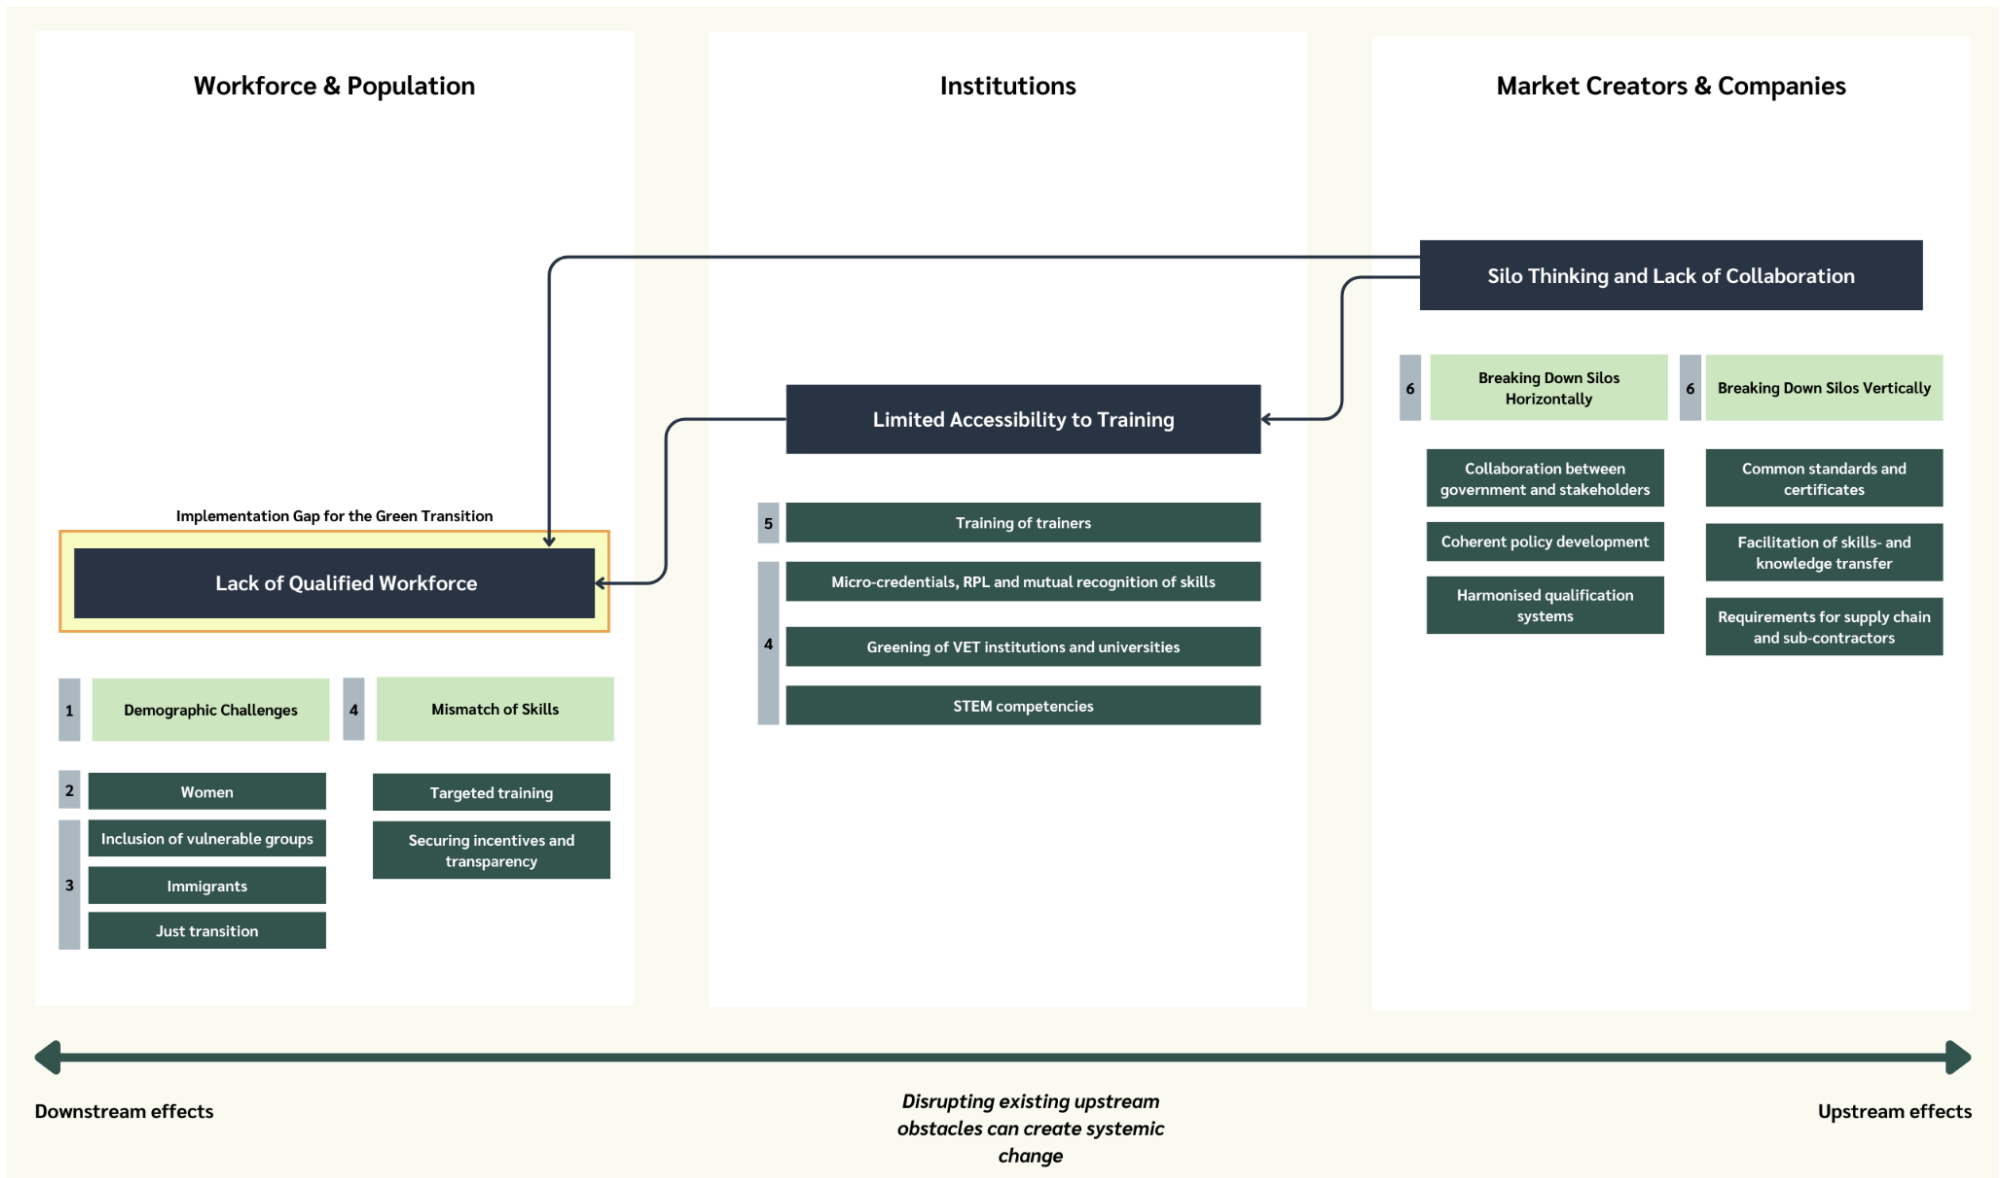 Workforce & Population
Implementation Gap for the Green Transition
Lack of Qualified Workforce
1
Demographic Challenges
2
Women
3
Inclusion of vulnerable groups
Immigrants
Just transition
4
Mismatch of Skills
Targeted training
Securing incentives and
transparency
Institutions
Limited Accessibility to Training
5
Training of trainers
4
Micro-credentials, RPL and mutual recognition of skills
Greening of VET institutions and universities
STEM competencies
Market Creators & Companies
Silo Thinking and Lack of Collaboration
6
Breaking Down Silos
Horizontally
Collaboration between
government and stakeholders
Coherent policy development
Harmonised qualification
systems
6
Breaking Down Silos Vertically
Common standards and
certificates
Facilitation of skills- and
knowledge transfer
Requirements for supply chain
and sub-contractors
Downstream effects
Disrupting existing upstream
obstacles can create systemic
change
Upstream effects